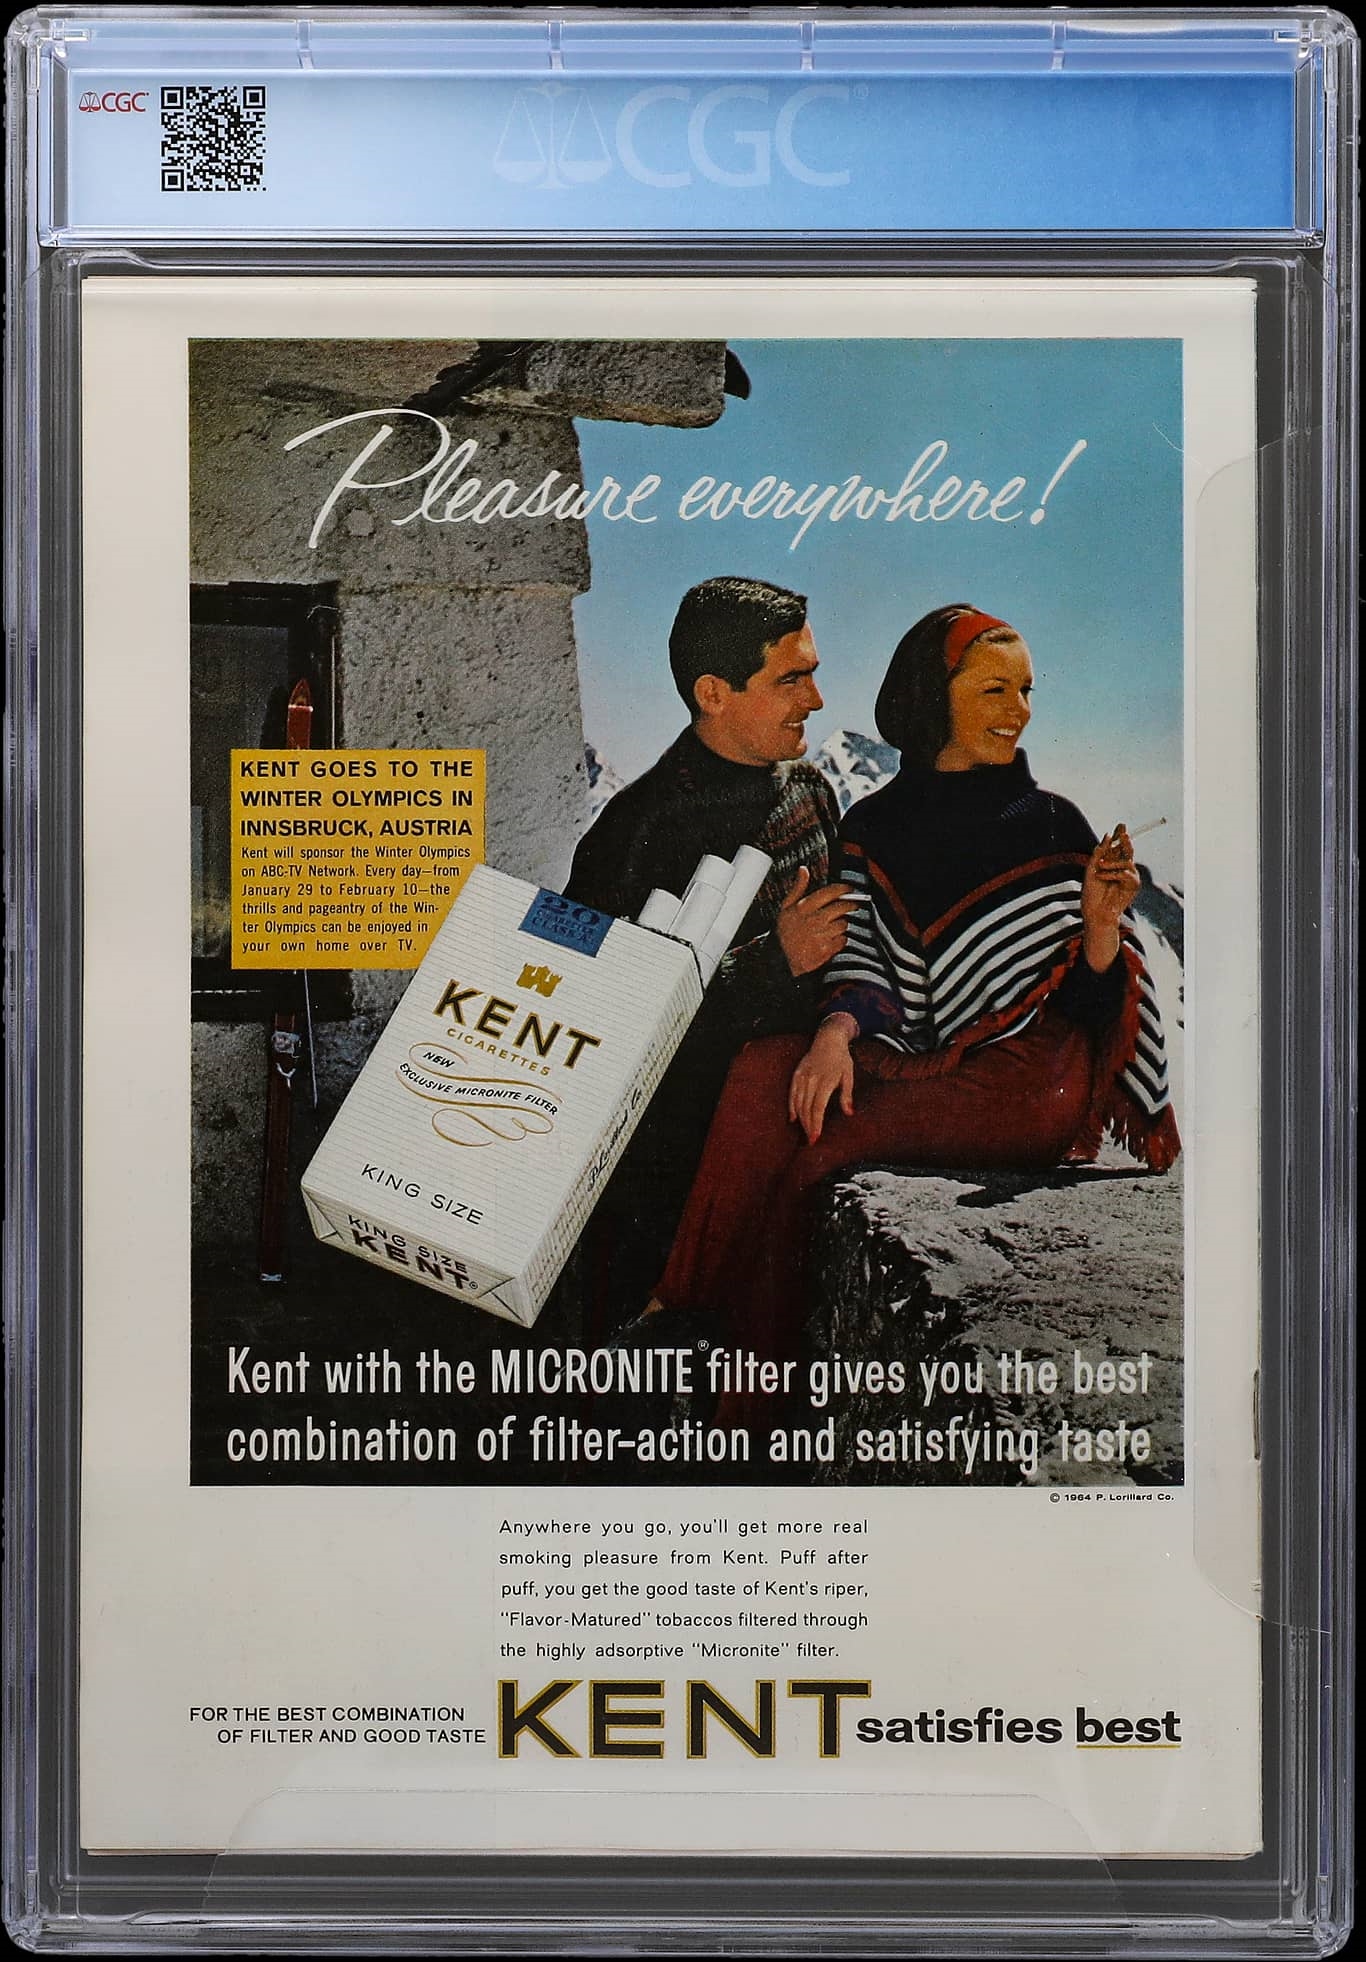 CGC
CGC
Pleasure everywhere!
KENT GOES TO THE
WINTER OLYMPICS IN
INNSBRUCK, AUSTRIA
Kent will sponsor the Winter Olympics
on ABC-TV Network. Every day—from
January 29 to February 10—the
thrills and pageantry of the Win-
ter Olympics can be enjoyed in
your own home over TV.
20
CIGARETTES
CLASS A
KENT
CIGARETTES
NEW
EXCLUSIVE MICRONITE FILTER
KING SIZE
P. Lorillard Co.
KING SIZE
KENT®
Kent with the MICRONITE® filter gives you the best
combination of filter-action and satisfying taste
© 1964 P. Lorillard Co.
Anywhere you go, you'll get more real
smoking pleasure from Kent. Puff after
puff, you get the good taste of Kent's riper,
"Flavor-Matured" tobaccos filtered through
the highly adsorptive "Micronite" filter.
FOR THE BEST COMBINATION
OF FILTER AND GOOD TASTE
KENT satisfies best